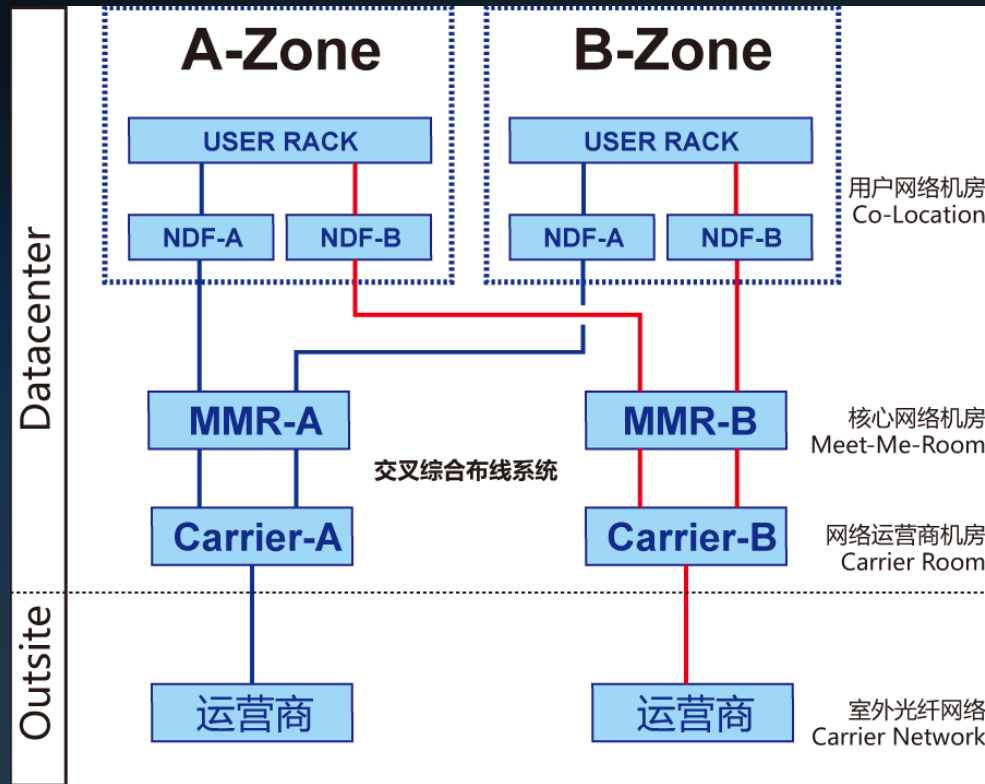 A-Zone
B-Zone
USER RACK
USER RACK
用户网络机房
Co-Location
NDF-A
NDF-B
NDF-A
NDF-B
Datacenter
MMR-A
MMR-B
核心网络机房
Meet-Me-Room
交叉综合布线系统
Carrier-A
Carrier-B
网络运营商机房
Carrier Room
Outsite
运营商
运营商
室外光纤网络
Carrier Network